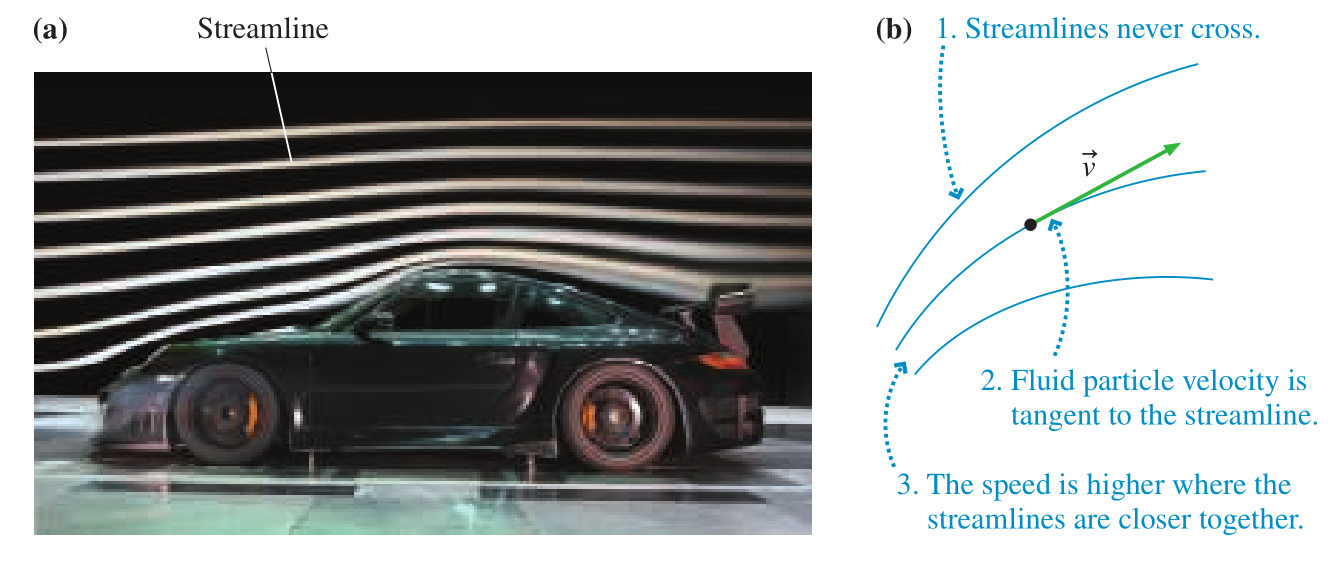 (a)
Streamline
(b) 1. Streamlines never cross.
v⃗
2. Fluid particle velocity is
tangent to the streamline.
3. The speed is higher where the
streamlines are closer together.